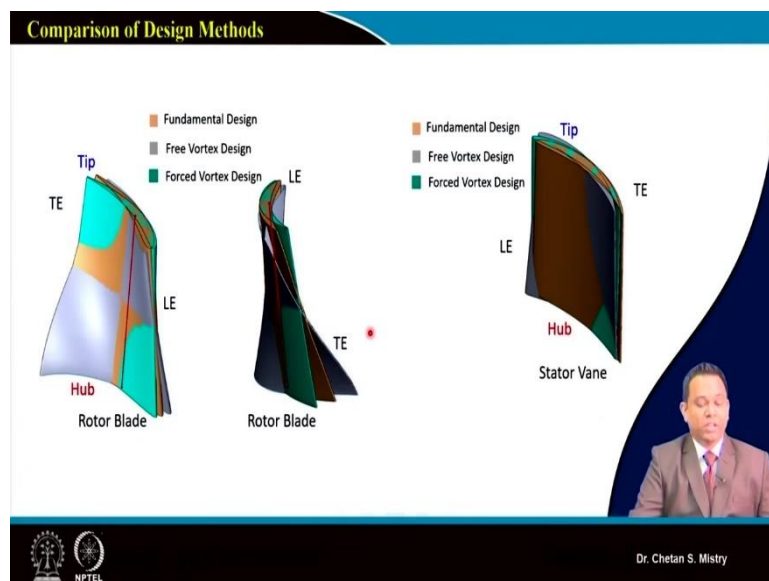 Comparison of Design Methods
Fundamental Design
Free Vortex Design
Forced Vortex Design
Tip
TE
LE
Hub
Rotor Blade
LE
TE
Rotor Blade
Fundamental Design
Free Vortex Design
Forced Vortex Design
Tip
TE
LE
Hub
Stator Vane
NPTEL
Dr. Chetan S. Mistry